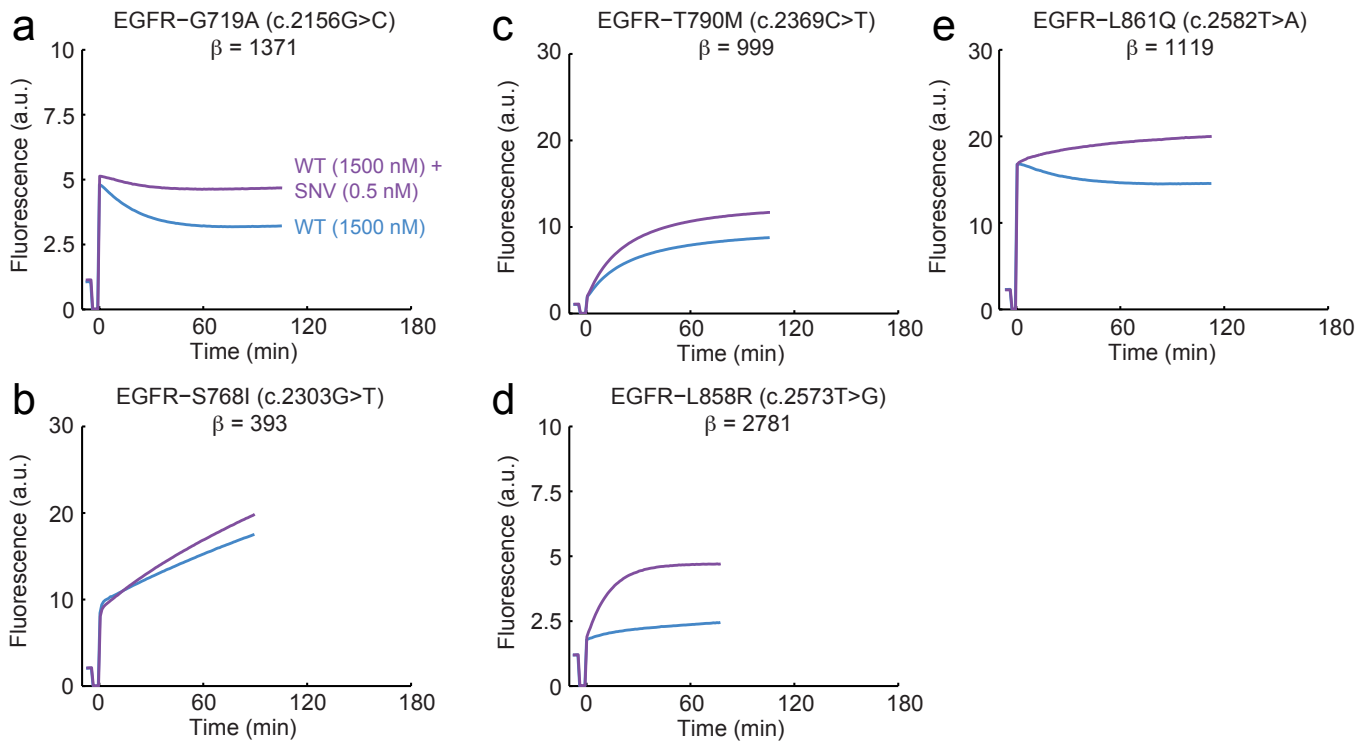 a
EGFR−G719A (c.2156G>C)
β = 1371
10
7.5
5
2.5
0
Fluorescence (a.u.)
WT (1500 nM) +
SNV (0.5 nM)
WT (1500 nM)
0 60 120 180
Time (min)
b
EGFR−S768I (c.2303G>T)
β = 393
30
20
10
0
Fluorescence (a.u.)
0 60 120 180
Time (min)
c
EGFR−T790M (c.2369C>T)
β = 999
30
20
10
0
Fluorescence (a.u.)
0 60 120 180
Time (min)
d
EGFR−L858R (c.2573T>G)
β = 2781
10
7.5
5
2.5
0
Fluorescence (a.u.)
0 60 120 180
Time (min)
e
EGFR−L861Q (c.2582T>A)
β = 1119
30
20
10
0
Fluorescence (a.u.)
0 60 120 180
Time (min)